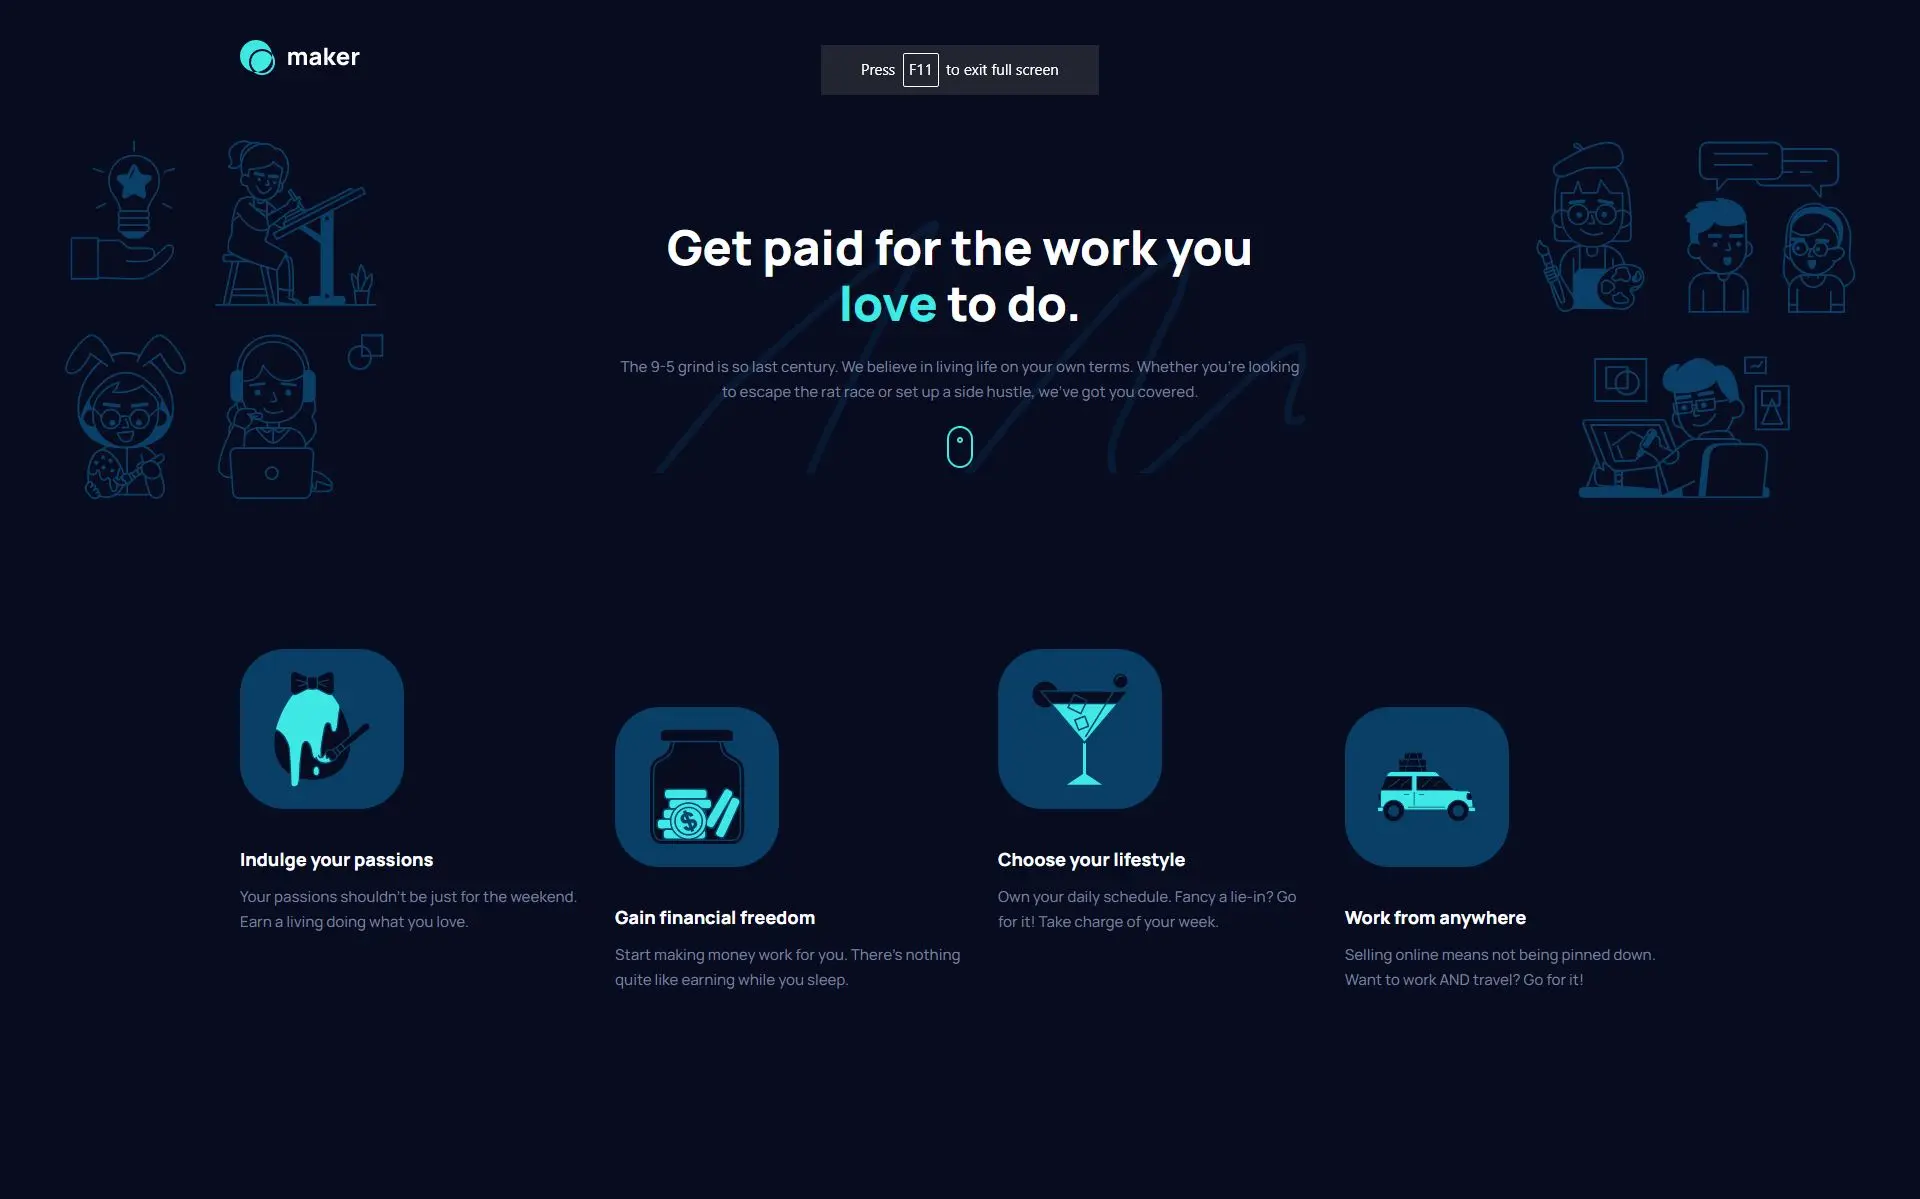 maker
Press F11 to exit full screen
Get paid for the work you
love to do.
The 9-5 grind is so last century. We believe in living life on your own terms. Whether you’re looking
to escape the rat race or set up a side hustle, we’ve got you covered.
Indulge your passions
Your passions shouldn't be just for the weekend.
Earn a living doing what you love.
Gain financial freedom
Start making money work for you. There’s nothing
quite like earning while you sleep.
Choose your lifestyle
Own your daily schedule. Fancy a lie-in? Go
for it! Take charge of your week.
Work from anywhere
Selling online means not being pinned down.
Want to work AND travel? Go for it!